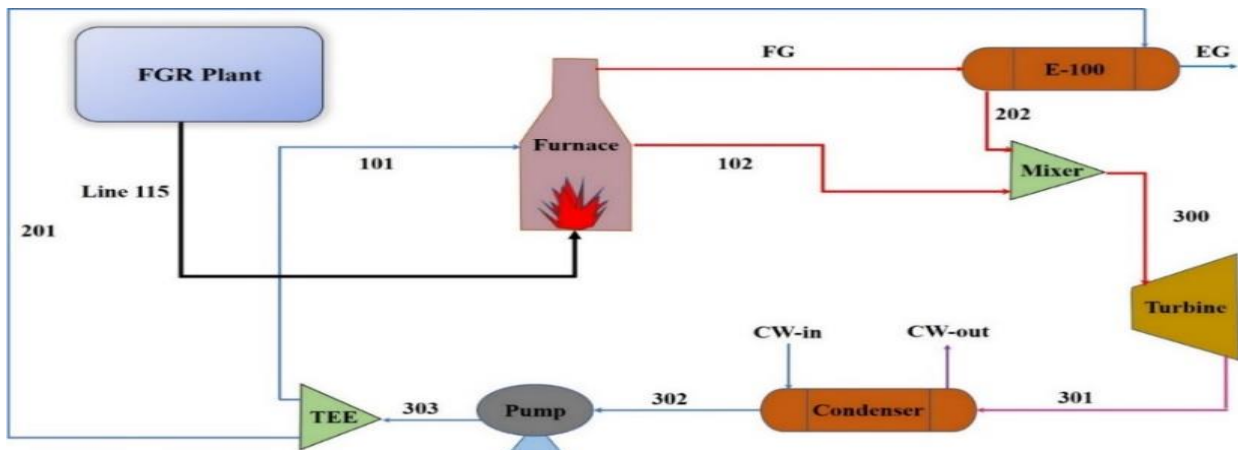 FGR Plant
FG
E-100
EG
202
Furnace
101
102
Mixer
Line 115
300
201
Turbine
CW-in
CW-out
TEE
303
Pump
302
Condenser
301